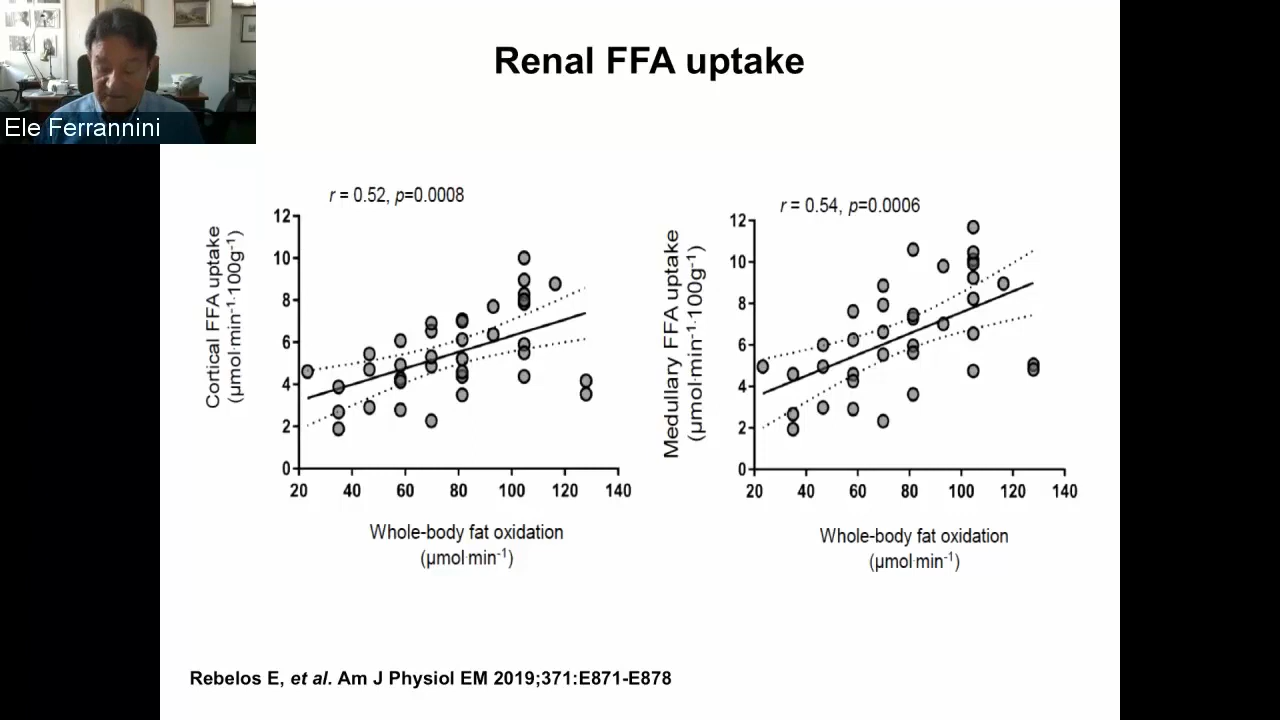 Ele Ferrannini
Renal FFA uptake
r = 0.52, p=0.0008
Cortical FFA uptake
(µmol·min⁻¹·100g⁻¹)
12
10
8
6
4
2
0
20 40 60 80 100 120 140
Whole-body fat oxidation
(µmol·min⁻¹)
r = 0.54, p=0.0006
Medullary FFA uptake
(µmol·min⁻¹·100g⁻¹)
12
10
8
6
4
2
0
20 40 60 80 100 120 140
Whole-body fat oxidation
(µmol·min⁻¹)
Rebelos E, et al. Am J Physiol EM 2019;371:E871-E878